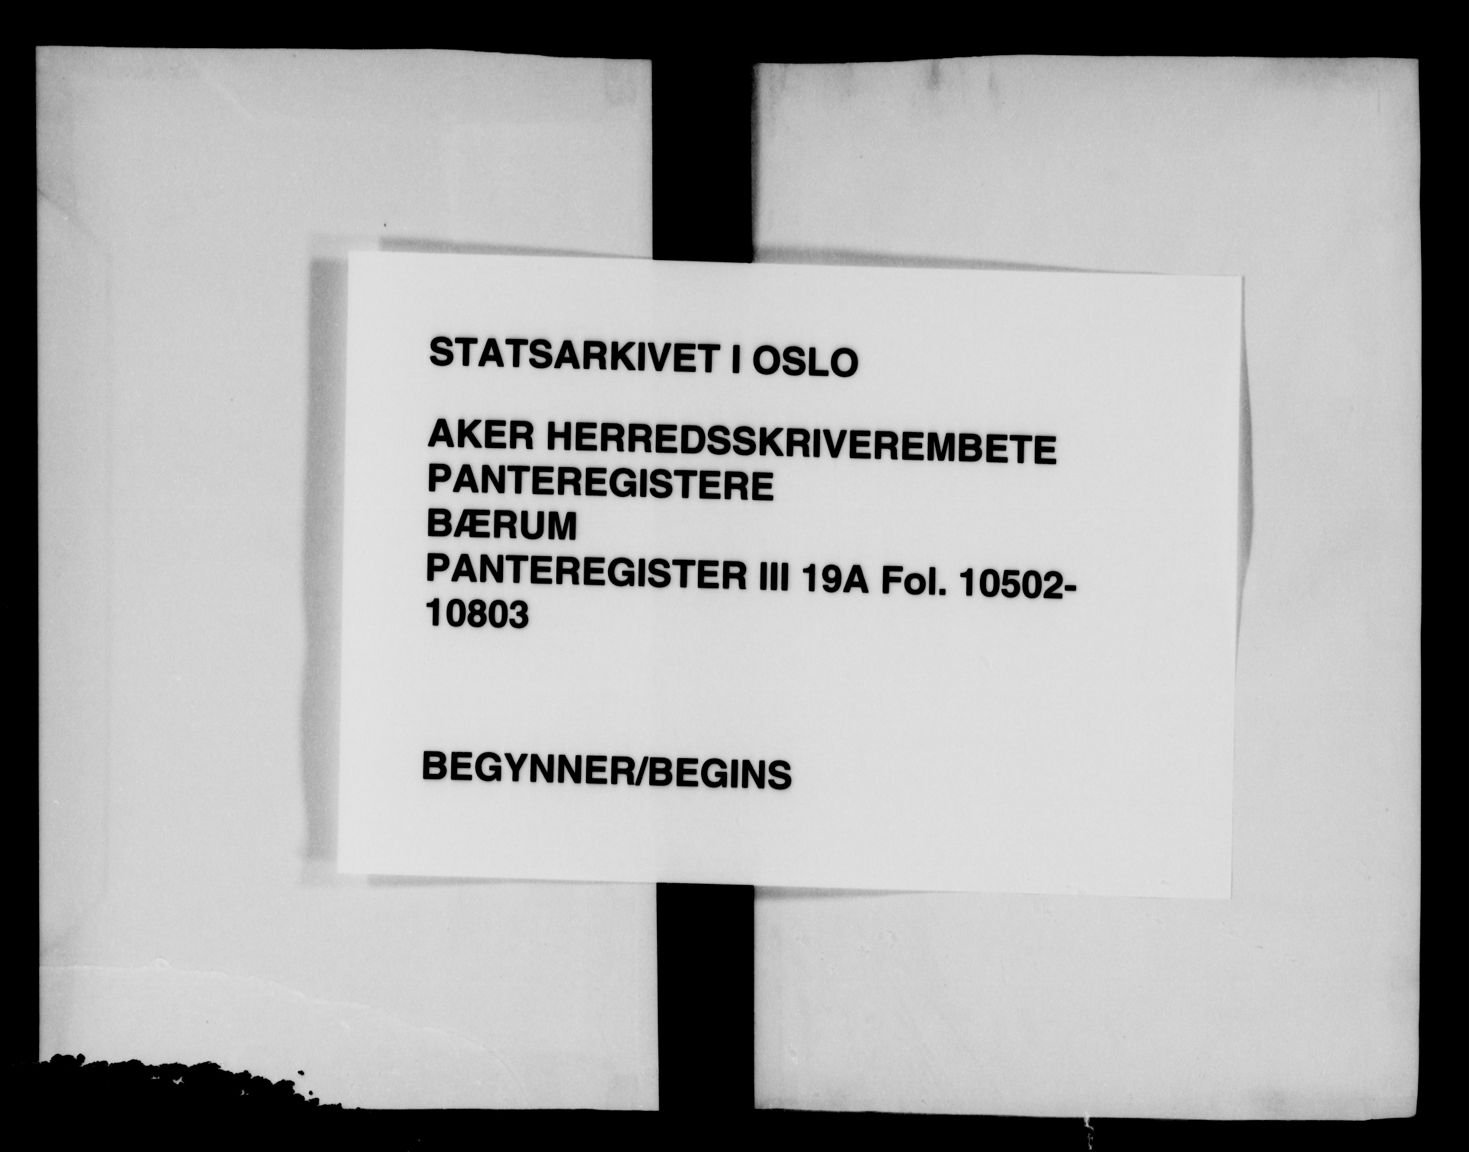 STATSARKIVET I OSLO
AKER HERREDSSKRIVEREMBETE
PANTEREGISTERE
BÆRUM
PANTEREGISTER III 19A Fol. 10502-
10803
BEGYNNER/BEGINS